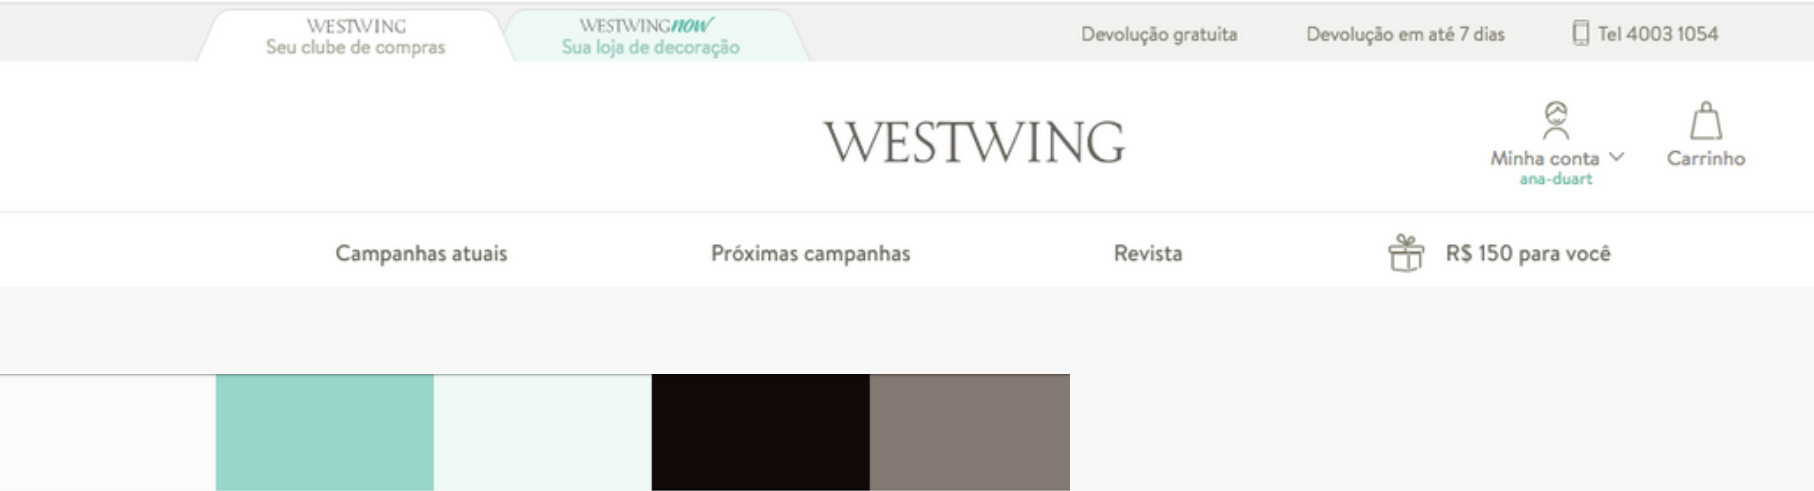 WESTWING
Seu clube de compras
WESTWINGNOW
Sua loja de decoração
Devolução gratuita
Devolução em até 7 dias
Tel 4003 1054
WESTWING
Minha conta
ana-duart
Carrinho
Campanhas atuais
Próximas campanhas
Revista
R$ 150 para você